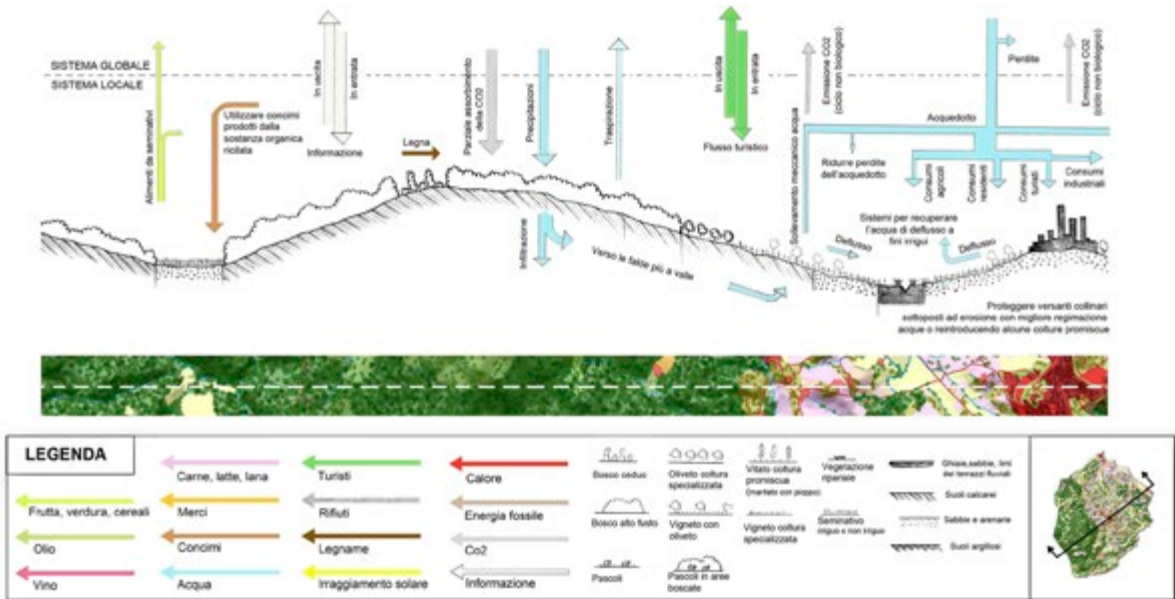 SISTEMA GLOBALE
SISTEMA LOCALE
Alimenti da seminativi
Utilizzare concimi
prodotti dalla
sostanza organica
riciclata
In uscita
In entrata
Informazione
Legna
Parziale assorbimento
della CO2
Precipitazioni
Infiltrazione
Traspirazione
Verso le falde più a valle
In uscita
In entrata
Flusso turistico
Sollevamento meccanico acqua
Emissione CO2
(ciclo non biologico)
Perdite
Emissione CO2
(ciclo non biologico)
Acquedotto
Ridurre perdite
dell'acquedotto
Consumi
agricoli
Consumi
residenti
Consumi
turisti
Consumi
industriali
Sistemi per recuperare
l'acqua di deflusso a
fini irrigui
Deflusso
Deflusso
Proteggere versanti collinari
sottoposti ad erosione con migliore regimazione
acque o reintroducendo alcune colture promiscue
LEGENDA
Frutta, verdura, cereali
Olio
Vino
Carne, latte, lana
Merci
Concimi
Acqua
Turisti
Rifiuti
Legname
Irraggiamento solare
Calore
Energia fossile
Co2
Informazione
Bosco ceduo
Bosco alto fusto
Pascoli
Oliveto coltura
specializzata
Vigneto con
oliveto
Pascoli in aree
boscate
Vitato coltura
promiscua
(maritato con pioppo)
Vigneto coltura
specializzata
Vegetazione
ripariale
Seminativo
irriguo e non irriguo
Ghiaie,sabbie, limi
dei terrazzi fluviali
Suoli calcarei
Sabbie e arenarie
Suoli argillosi